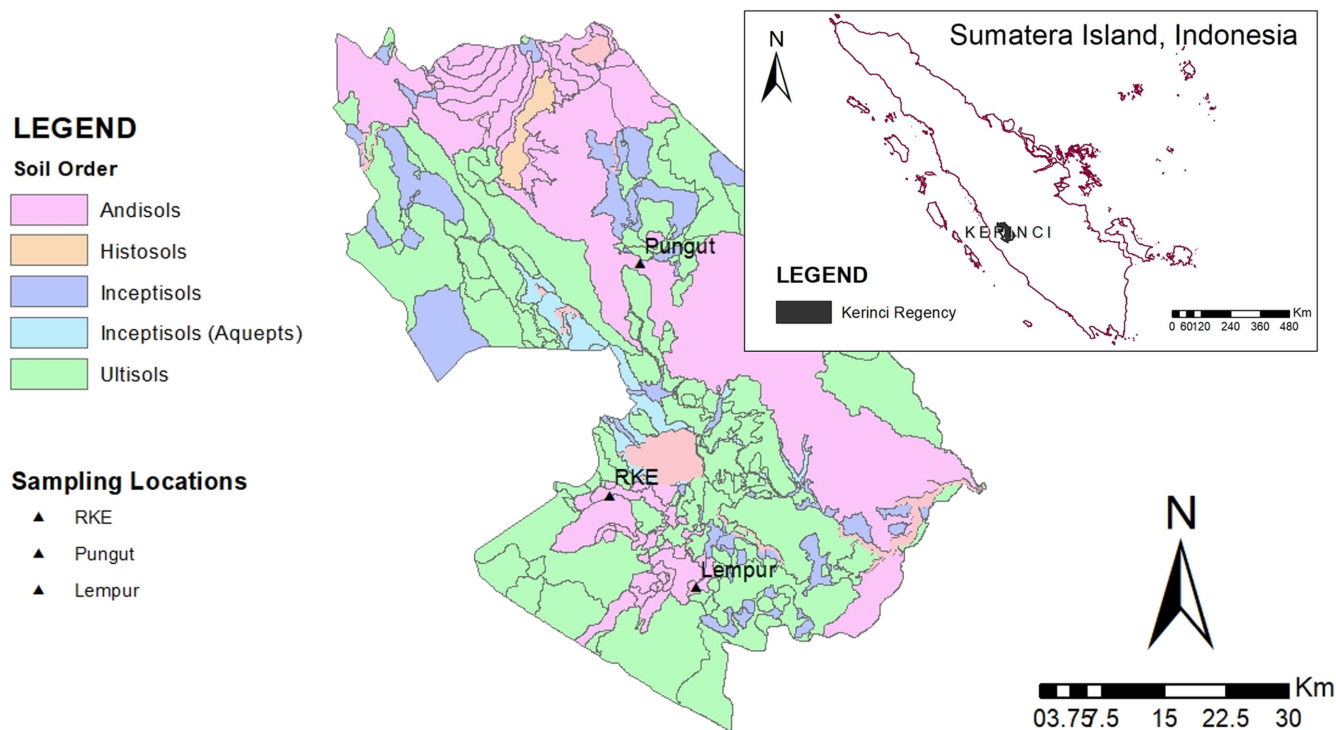 LEGEND
Soil Order
Andisols
Histosols
Inceptisols
Inceptisols (Aquepts)
Ultisols
Sampling Locations
RKE
Pungut
Lempur
Pungut
RKE
Lempur
N
Sumatera Island, Indonesia
KERINCI
LEGEND
Kerinci Regency
Km
0 60120 240 360 480
N
Km
03.757.5 15 22.5 30